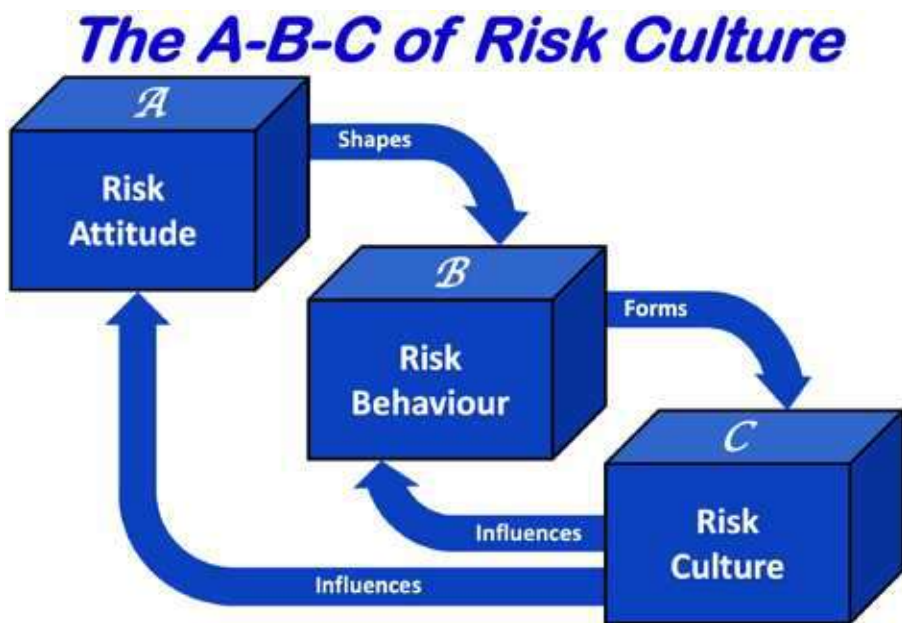 The A-B-C of Risk Culture
A
Shapes
Risk
Attitude
B
Forms
Risk
Behaviour
C
Influences
Risk
Culture
Influences